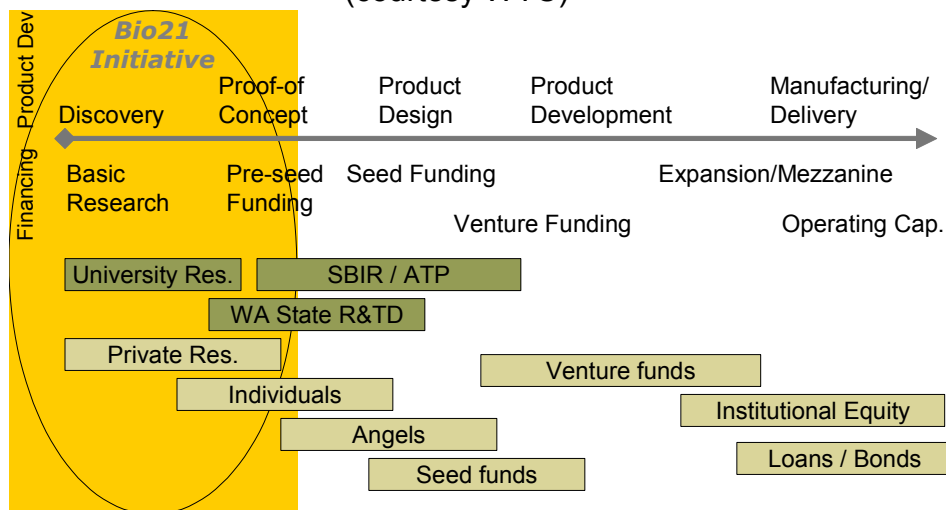 Bio21
Initiative
Product Dev
Financing
Discovery
Proof-of
Concept
Product
Design
Product
Development
Manufacturing/
Delivery
Basic
Research
Pre-seed
Funding
Seed Funding
Venture Funding
Expansion/Mezzanine
Operating Cap.
University Res.
SBIR / ATP
WA State R&TD
Private Res.
Venture funds
Individuals
Institutional Equity
Angels
Loans / Bonds
Seed funds